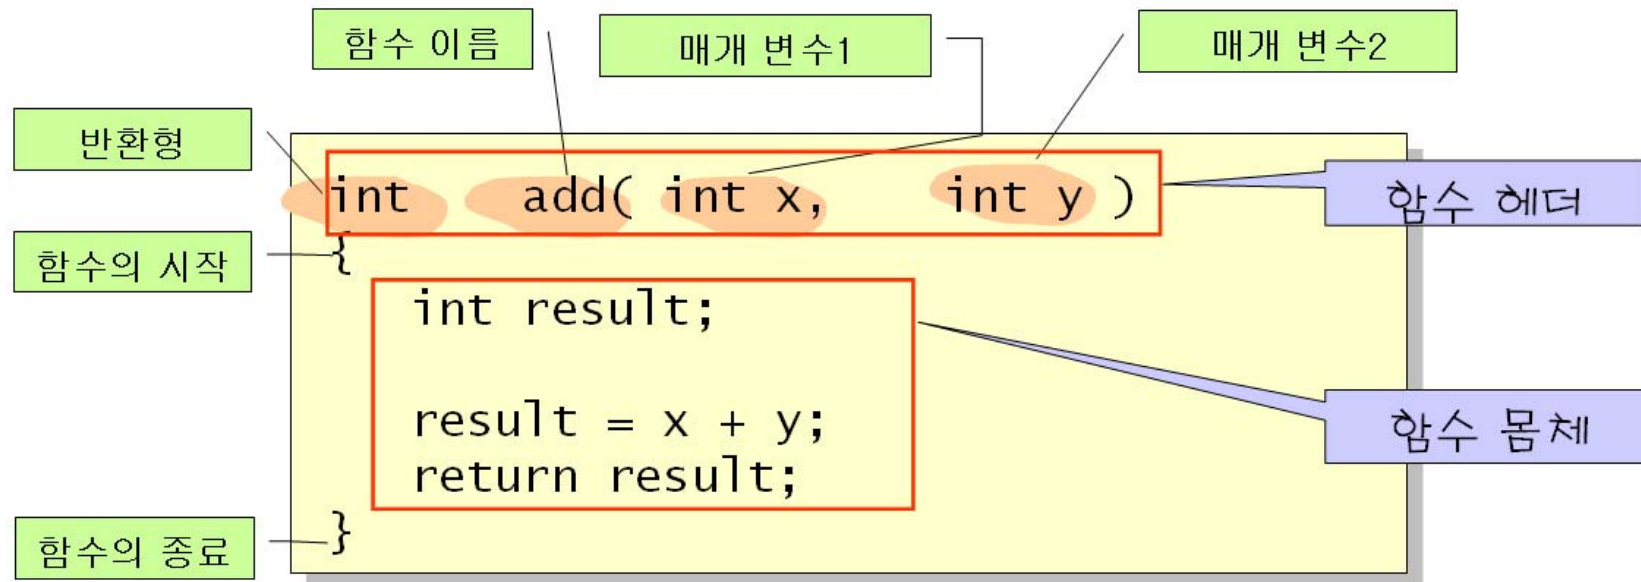 함수 이름
매개 변수1
매개 변수2
반환형
int add( int x, int y )
함수 헤더
함수의 시작
{
int result;
result = x + y;
return result;
함수 몸체
}
함수의 종료